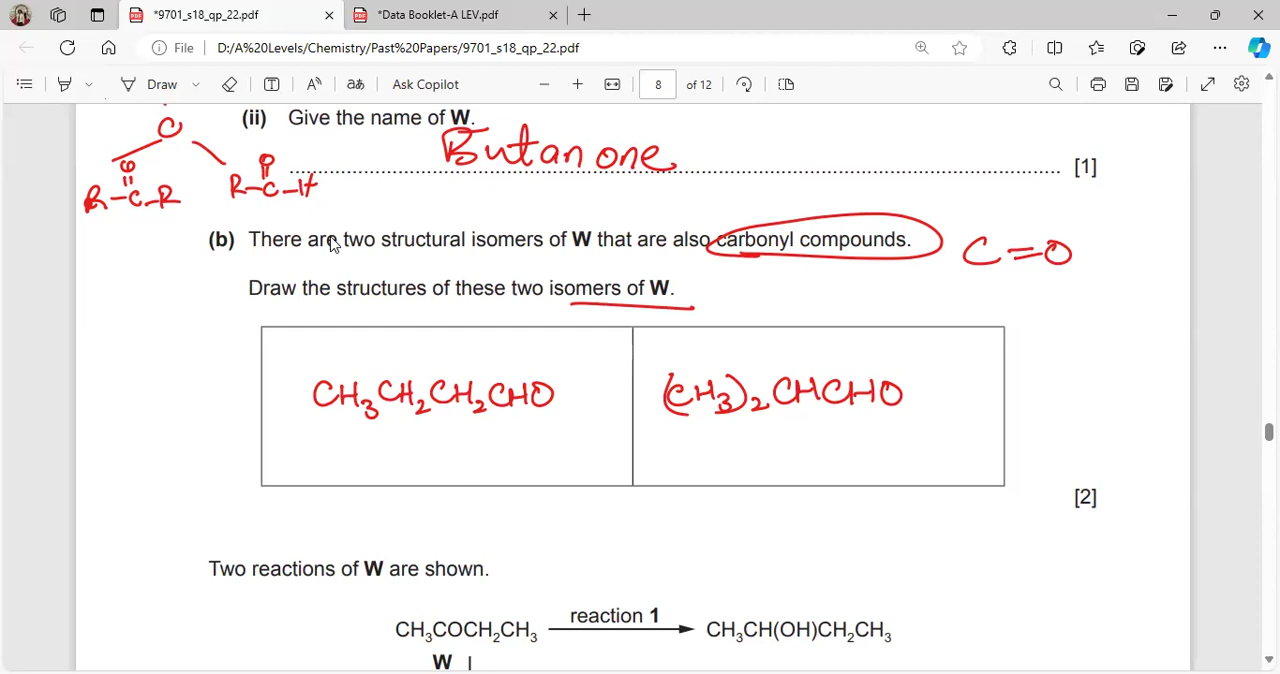 *9701_s18_qp_22.pdf
*Data Booklet-A LEV.pdf
File D:/A%20Levels/Chemistry/Past%20Papers/9701_s18_qp_22.pdf
Draw Ask Copilot 8 of 12
C
O
R-C-R
O
R-C-H
(ii) Give the name of W.
Butanone
[1]
(b) There are two structural isomers of W that are also carbonyl compounds.
C=O
Draw the structures of these two isomers of W.
CH₃CH₂CH₂CHO (CH₃)₂CHCHO
[2]
Two reactions of W are shown.
reaction 1
CH₃COCH₂CH₃ CH₃CH(OH)CH₂CH₃
W